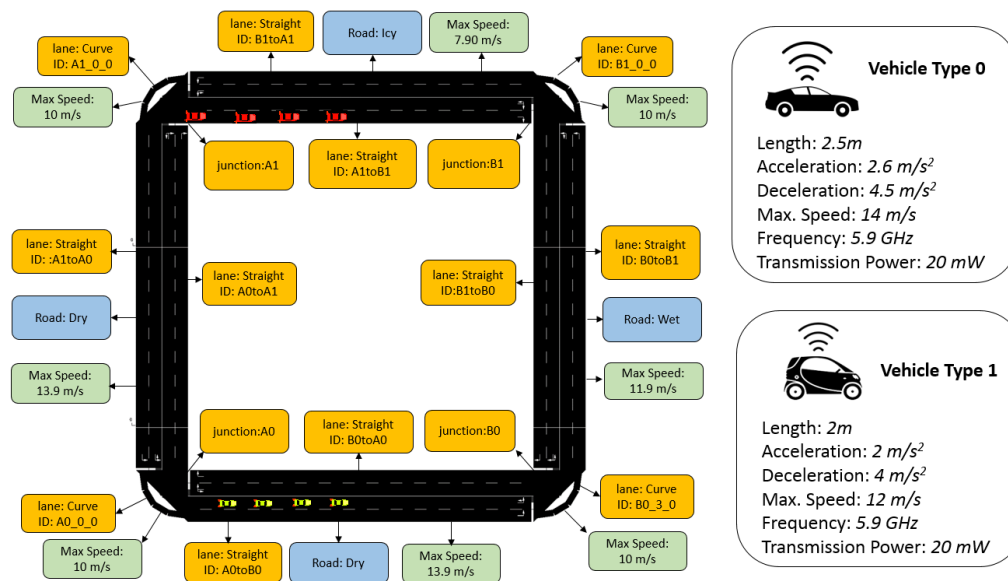 lane: Straight
ID: B1toA1
Road: Icy
Max Speed:
7.90 m/s
lane: Curve
ID: A1_0_0
lane: Curve
ID: B1_0_0
Max Speed:
10 m/s
Max Speed:
10 m/s
junction:A1
lane: Straight
ID: A1toB1
junction:B1
lane: Straight
ID: :A1toA0
lane: Straight
ID: A0toA1
lane: Straight
ID:B1toB0
lane: Straight
ID: B0toB1
Road: Dry
Road: Wet
Max Speed:
13.9 m/s
Max Speed:
11.9 m/s
junction:A0
lane: Straight
ID: B0toA0
junction:B0
lane: Curve
ID: A0_0_0
lane: Curve
ID: B0_3_0
Max Speed:
10 m/s
lane: Straight
ID: A0toB0
Road: Dry
Max Speed:
13.9 m/s
Max Speed:
10 m/s
Vehicle Type 0
Length: 2.5m
Acceleration: 2.6 m/s²
Deceleration: 4.5 m/s²
Max. Speed: 14 m/s
Frequency: 5.9 GHz
Transmission Power: 20 mW
Vehicle Type 1
Length: 2m
Acceleration: 2 m/s²
Deceleration: 4 m/s²
Max. Speed: 12 m/s
Frequency: 5.9 GHz
Transmission Power: 20 mW